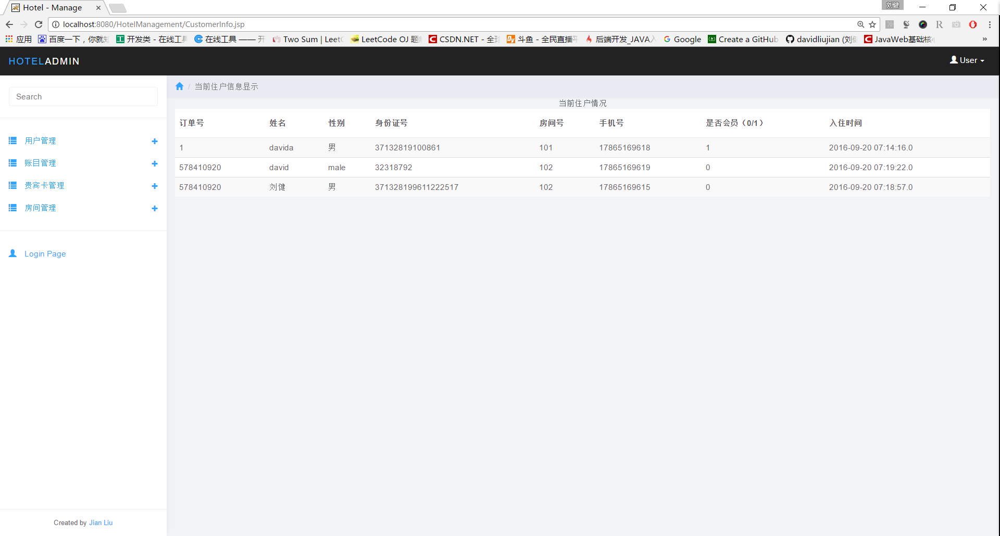 Hotel - Manage
刘健
localhost:8080/HotelManagement/CustomerInfo.jsp
应用 百度一下，你就知 开发类 - 在线工具 在线工具 —— 开 Two Sum | LeetC LeetCode OJ 题 CSDN.NET - 全球 斗鱼 - 全民直播平 后端开发_JAVA入 Google Create a GitHub davidliujian (刘健 JavaWeb基础核心 »
HOTELADMIN
User
Search
当前住户信息显示
/
当前住户情况
订单号 姓名 性别 身份证号 房间号 手机号 是否会员（0/1） 入住时间
1 davida 男 37132819100861 101 17865169618 1 2016-09-20 07:14:16.0
578410920 david male 32318792 102 17865169619 0 2016-09-20 07:19:22.0
578410920 刘健 男 371328199611222517 102 17865169615 0 2016-09-20 07:18:57.0
用户管理
账目管理
贵宾卡管理
房间管理
Login Page
Created by Jian Liu